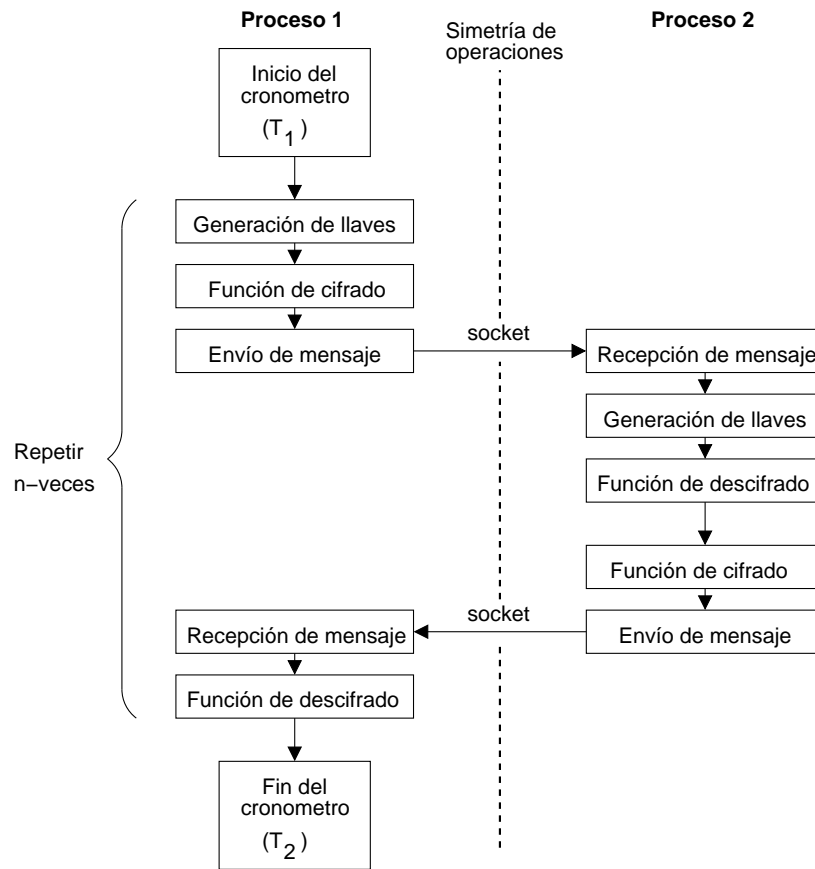 Proceso 1
Simetría de
operaciones
Proceso 2
Inicio del
cronometro
(T1)
Generación de llaves
Función de cifrado
Envío de mensaje
socket
Recepción de mensaje
Generación de llaves
Función de descifrado
Función de cifrado
Envío de mensaje
socket
Repetir
n−veces
Recepción de mensaje
Función de descifrado
Fin del
cronometro
(T2)